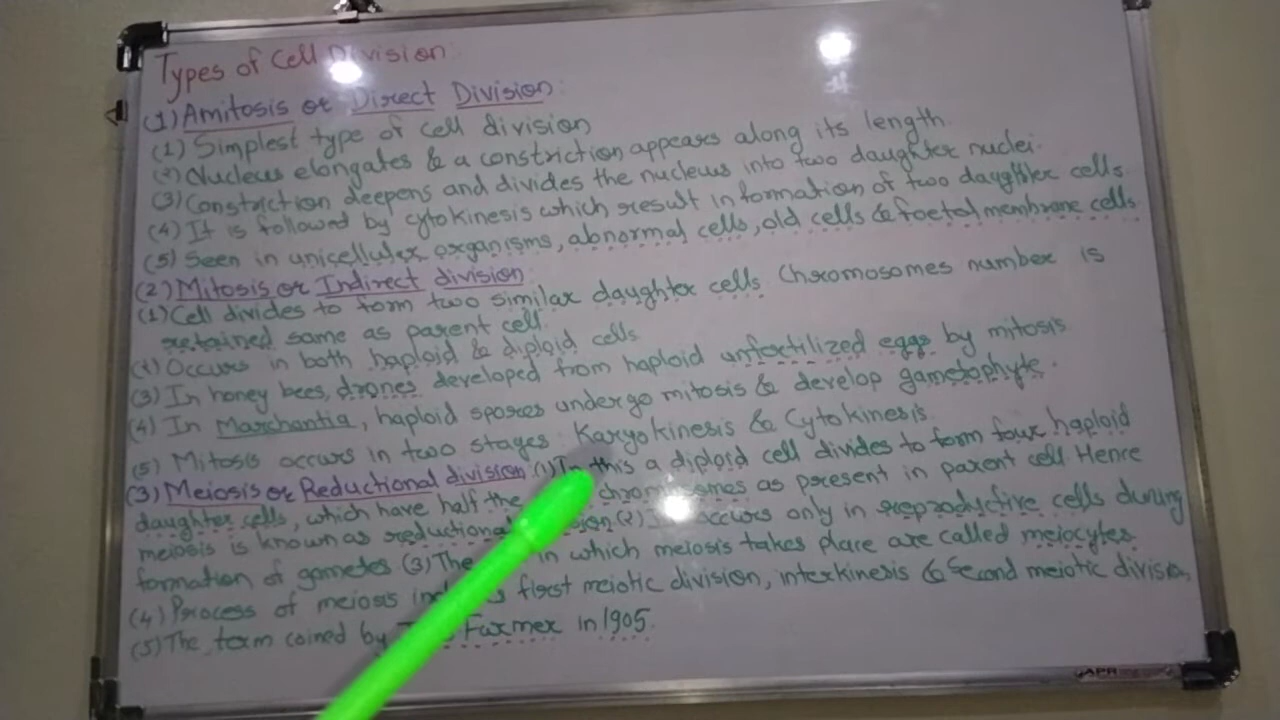 Types of Cell Division:
(1) Amitosis or Direct Division:
(1) Simplest type of cell division
(2) Nucleus elongates & a constriction appears along its length.
(3) Constriction deepens and divides the nucleus into two daughter nuclei.
(4) It is followed by cytokinesis which result in formation of two daughter cells.
(5) Seen in unicellular organisms, abnormal cells, old cells & foetal membrane cells
(2) Mitosis or Indirect division
(1) Cell divides to form two similar daughter cells. Chromosomes number is
retained same as parent cell.
(2) Occurs in both haploid & diploid cells
(3) In honey bees, drones developed from haploid unfertilized eggs by mitosis
(4) In Marchantia, haploid spores undergo mitosis & develop gametophyte.
(5) Mitosis occurs in two stages: Karyokinesis & Cytokinesis.
(3) Meiosis or Reductional division: (1) In this a diploid cell divides to form four haploid
daughter cells, which have half the chromosomes as present in parent cell Hence
meiosis is known as reductional division (2) It occurs only in reproductive cells during
formation of gametes (3) The in which meiosis takes place are called meiocytes.
(4) Process of meiosis first meiotic division, interkinesis & Second meiotic division,
(5) The term coined by Farmer in 1905.
APR